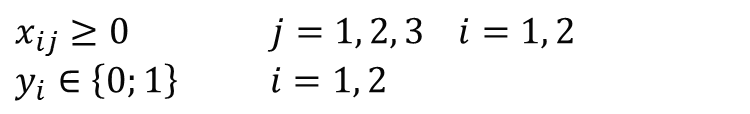 x_{ij} ≥ 0 j = 1, 2, 3 i = 1, 2
y_i ∈ {0; 1} i = 1, 2